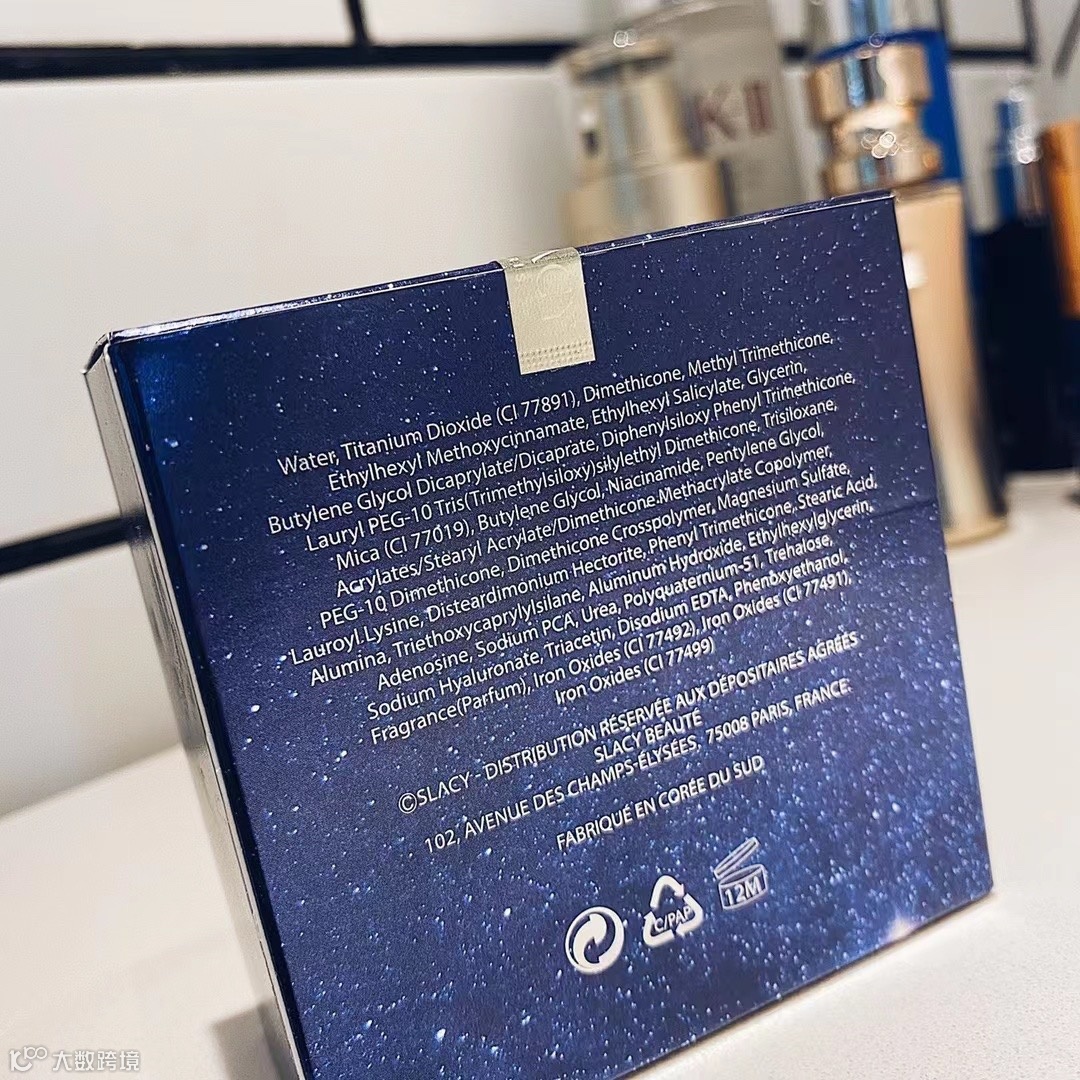 K-II
Water, Titanium Dioxide (CI 77891), Dimethicone, Methyl Trimethicone,
Ethylhexyl Methoxycinnamate, Ethylhexyl Salicylate, Glycerin,
Butylene Glycol Dicaprylate/Dicaprate, Diphenylsiloxy Phenyl Trimethicone,
Lauryl PEG-10 Tris(Trimethylsiloxy)silylethyl Dimethicone, Trisiloxane,
Mica (CI 77019), Butylene Glycol, Niacinamide, Pentylene Glycol,
Acrylates/Stearyl Acrylate/Dimethicone Methacrylate Copolymer,
PEG-10 Dimethicone, Dimethicone Crosspolymer, Magnesium Sulfate,
Lauroyl Lysine, Disteardimonium Hectorite, Phenyl Trimethicone, Stearic Acid,
Alumina, Triethoxycaprylylsilane, Aluminum Hydroxide, Ethylhexylglycerin,
Adenosine, Sodium PCA, Urea, Polyquaternium-51, Trehalose,
Sodium Hyaluronate, Triacetin, Disodium EDTA, Phenoxyethanol,
Fragrance(Parfum), Iron Oxides (CI 77492), Iron Oxides (CI 77491),
Iron Oxides (CI 77499)
©SLACY - DISTRIBUTION RÉSERVÉE AUX DÉPOSITAIRES AGRÉÉS
SLACY BEAUTÉ
102, AVENUE DES CHAMPS-ÉLYSÉES, 75008 PARIS, FRANCE
FABRIQUÉ EN CORÉE DU SUD
C/PAP
12M
大数跨境